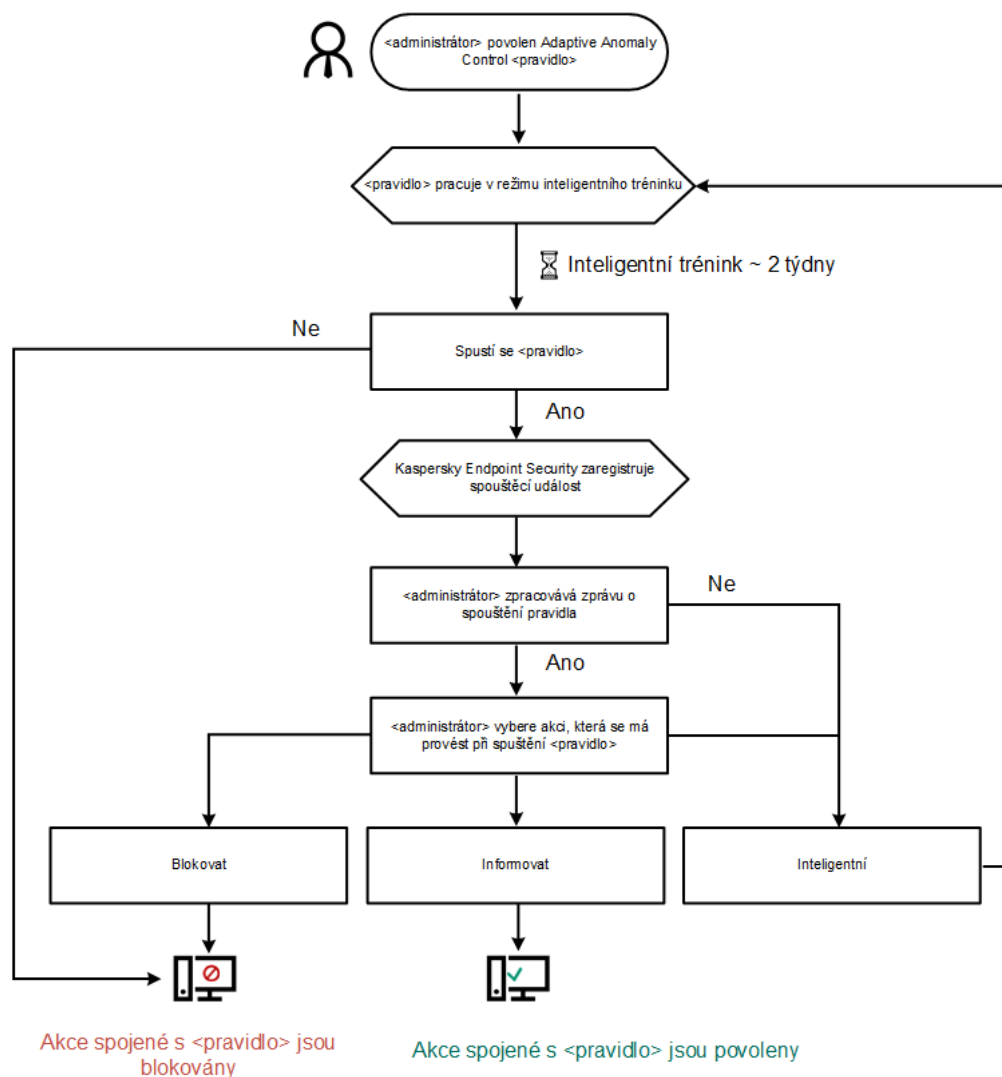 <administrátor> povolen Adaptive Anomaly
Control <pravidlo>
<pravidlo> pracuje v režimu inteligentního tréninku
Inteligentní trénink ~ 2 týdny
Ne
Spustí se <pravidlo>
Ano
Kaspersky Endpoint Security zaregistruje
spouštěcí událost
<administrátor> zpracovává zprávu o
spouštění pravidla
Ne
Ano
<administrátor> vybere akci, která se má
provést při spuštění <pravidlo>
Blokovat
Informovat
Inteligentní
Akce spojené s <pravidlo> jsou
blokovány
Akce spojené s <pravidlo> jsou povoleny